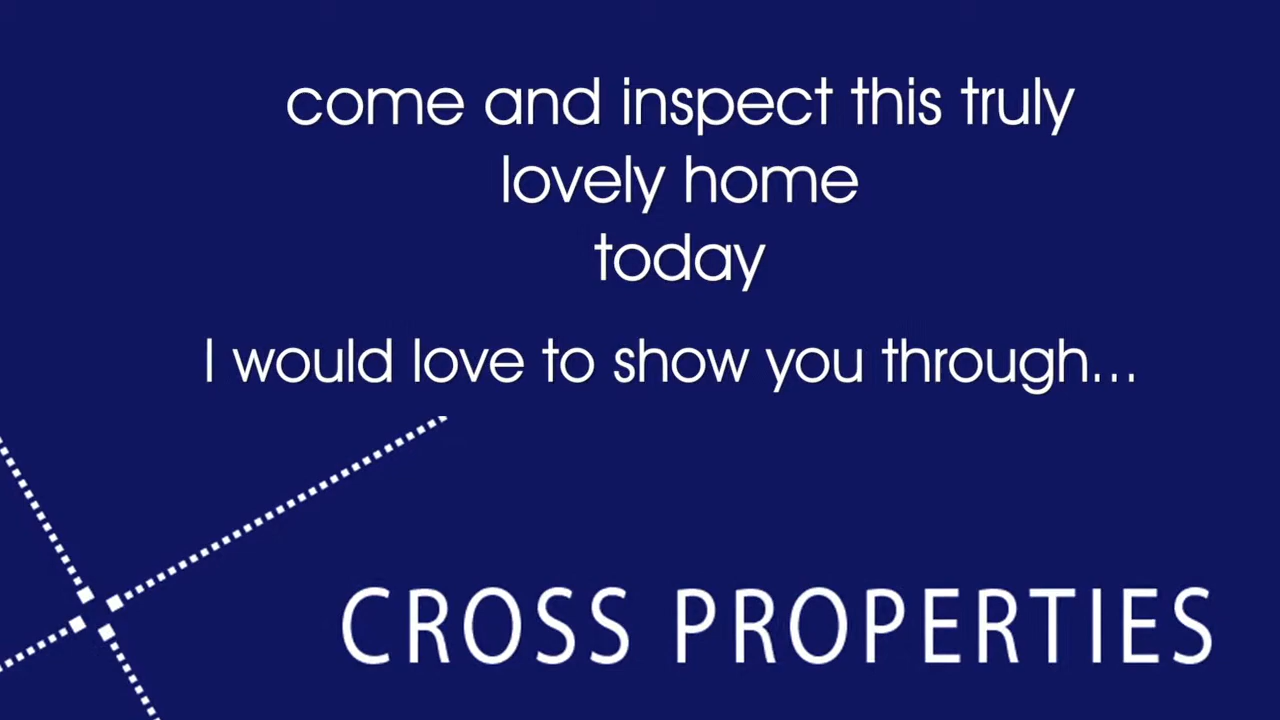 come and inspect this truly
lovely home
today
I would love to show you through...
CROSS PROPERTIES